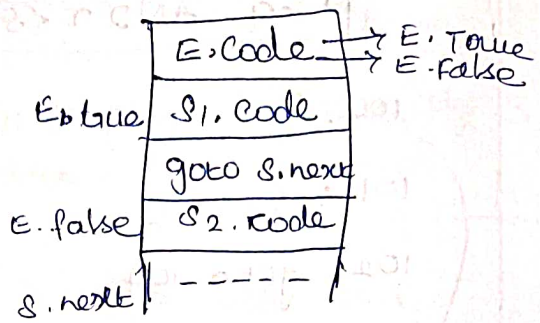 E.Code → E. True
→ E.false
E.true S1. Code
goto S.next
E.false S2.code
S.next - - - - -